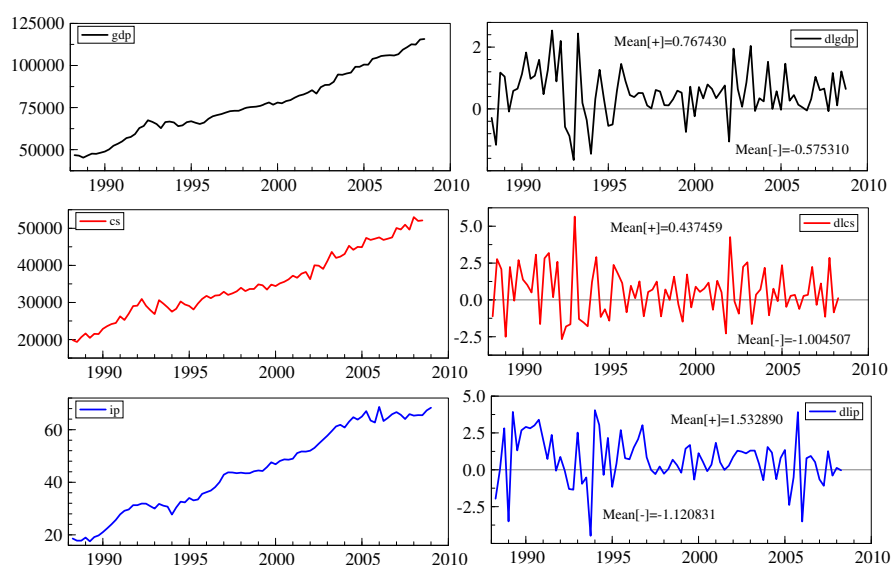 125000
gdp
100000
75000
50000
1990 1995 2000 2005 2010
Mean[+]=0.767430
dlgdp
2
0
Mean[-]=-0.575310
1990 1995 2000 2005 2010
50000
cs
40000
30000
20000
1990 1995 2000 2005 2010
5.0
Mean[+]=0.437459
dlcs
2.5
0.0
-2.5
Mean[-]=-1.004507
1990 1995 2000 2005 2010
ip
60
40
20
1990 1995 2000 2005 2010
5.0
dlip
Mean[+]=1.532890
2.5
0.0
-2.5
Mean[-]=-1.120831
1990 1995 2000 2005 2010